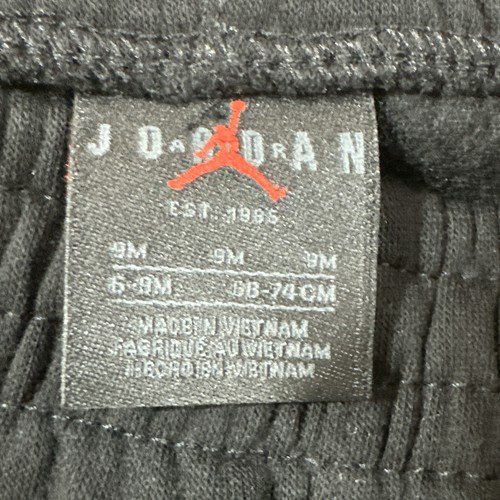 JORDAN
AIR
EST. 1985
9M 9M 9M
6-9M 68-74CM
MADE IN VIETNAM
FABRIQUÉ AU VIETNAM
HECHO EN VIETNAM